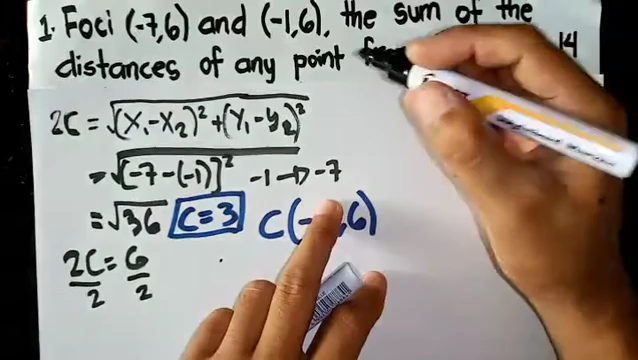 1. Foci (-7,6) and (-1,6), the sum of the
distances of any point 14
2C = √(X₁-X₂)² + (Y₁-Y₂)²
= √[-7-(-1)]² -1 → -7
= √36 C=3 C(- ,6)
2C = 6
2 2